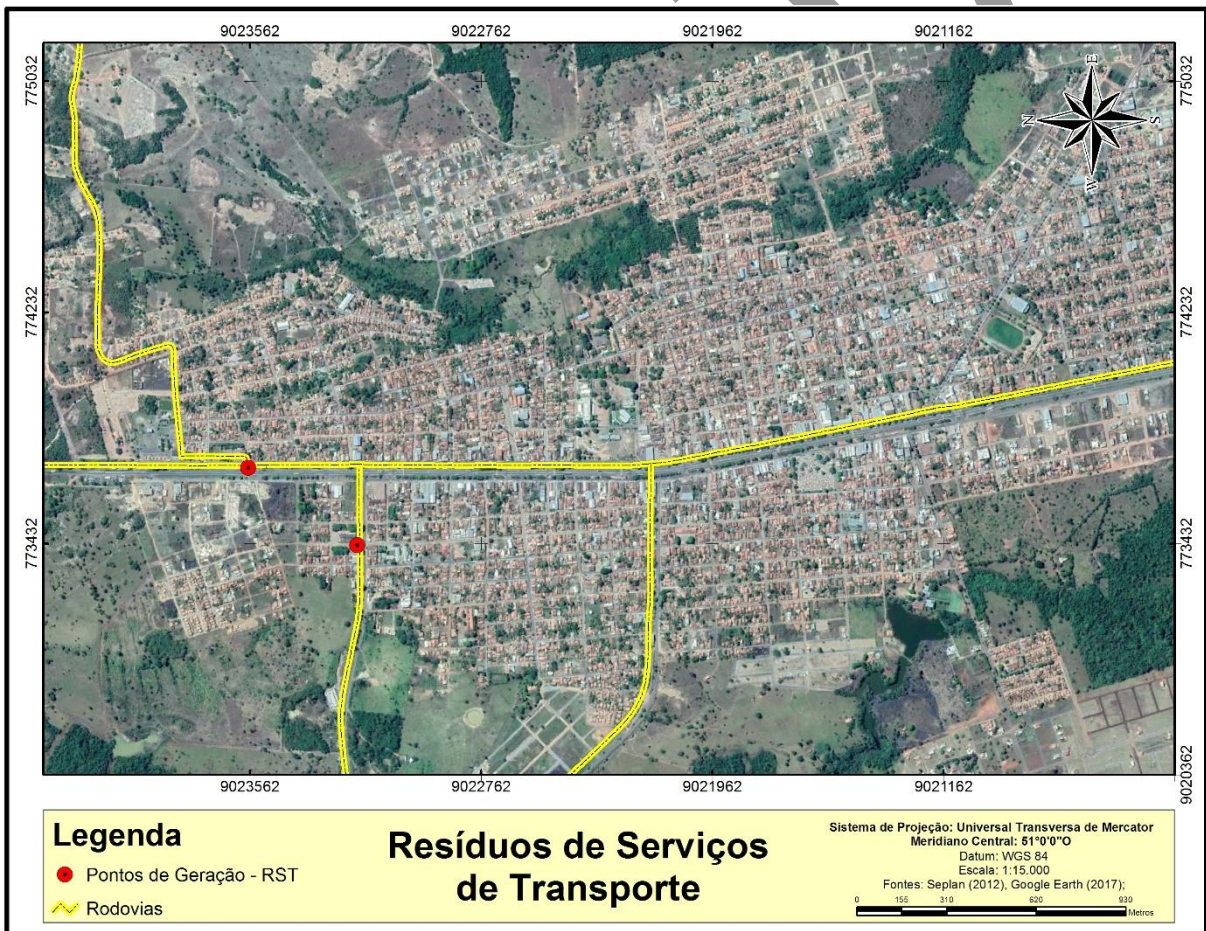 9023562 9022762 9021962 9021162
775032 775032
E
N S
W
774232 774232
773432 773432
9023562 9022762 9021962 9021162 9020362
Legenda
Pontos de Geração - RST
Rodovias
Resíduos de Serviços
de Transporte
Sistema de Projeção: Universal Transversa de Mercator
Meridiano Central: 51°0'0"O
Datum: WGS 84
Escala: 1:15.000
Fontes: Seplan (2012), Google Earth (2017);
0 155 310 620 930
Metros